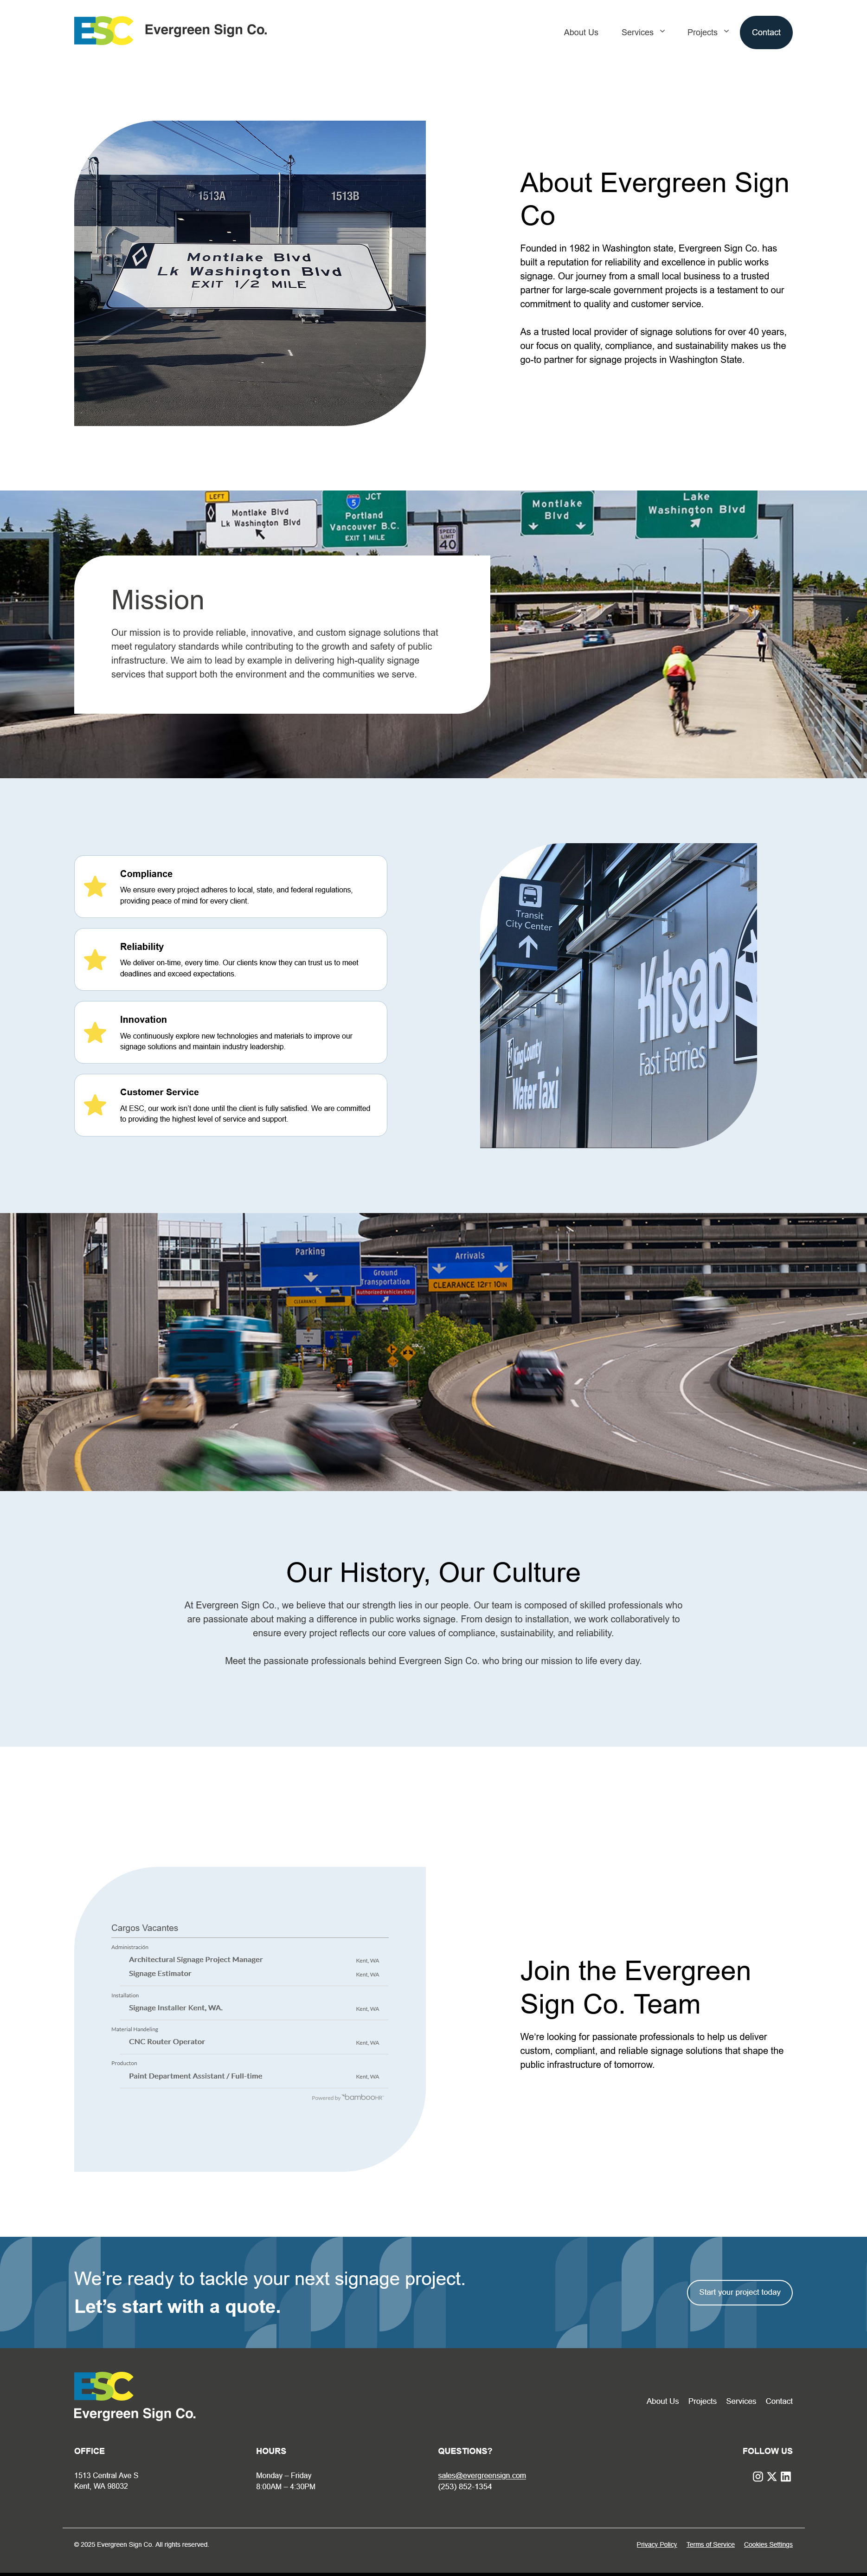 ESC
Evergreen Sign Co.
About Us
Services
Projects
Contact
1513A
1513B
Montlake Blvd
Lk Washington Blvd
EXIT 1/2 MILE
About Evergreen Sign
Co
Founded in 1982 in Washington state, Evergreen Sign Co. has
built a reputation for reliability and excellence in public works
signage. Our journey from a small local business to a trusted
partner for large-scale government projects is a testament to our
commitment to quality and customer service.
As a trusted local provider of signage solutions for over 40 years,
our focus on quality, compliance, and sustainability makes us the
go-to partner for signage projects in Washington State.
LEFT
Montlake Blvd
Lk Washington Blvd
5
JCT
Portland
Vancouver B.C.
EXIT 1 MILE
SPEED
LIMIT
40
Montlake
Blvd
Lake
Washington Blvd
Mission
Our mission is to provide reliable, innovative, and custom signage solutions that
meet regulatory standards while contributing to the growth and safety of public
infrastructure. We aim to lead by example in delivering high-quality signage
services that support both the environment and the communities we serve.
Compliance
We ensure every project adheres to local, state, and federal regulations,
providing peace of mind for every client.
Reliability
We deliver on-time, every time. Our clients know they can trust us to meet
deadlines and exceed expectations.
Innovation
We continuously explore new technologies and materials to improve our
signage solutions and maintain industry leadership.
Customer Service
At ESC, our work isn't done until the client is fully satisfied. We are committed
to providing the highest level of service and support.
Transit
City Center
Kitsap
Fast Ferries
King County
Water Taxi
Parking
Ground
Transportation
Authorized Vehicles Only
CLEARANCE
Arrivals
CLEARANCE 12FT 10IN
Our History, Our Culture
At Evergreen Sign Co., we believe that our strength lies in our people. Our team is composed of skilled professionals who
are passionate about making a difference in public works signage. From design to installation, we work collaboratively to
ensure every project reflects our core values of compliance, sustainability, and reliability.
Meet the passionate professionals behind Evergreen Sign Co. who bring our mission to life every day.
Cargos Vacantes
Administración
Architectural Signage Project Manager Kent, WA
Signage Estimator Kent, WA
Installation
Signage Installer Kent, WA. Kent, WA
Material Handeling
CNC Router Operator Kent, WA
Producton
Paint Department Assistant / Full-time Kent, WA
Powered by bambooHR
Join the Evergreen
Sign Co. Team
We're looking for passionate professionals to help us deliver
custom, compliant, and reliable signage solutions that shape the
public infrastructure of tomorrow.
We're ready to tackle your next signage project.
Let's start with a quote.
Start your project today
ESC
Evergreen Sign Co.
About Us
Projects
Services
Contact
OFFICE
1513 Central Ave S
Kent, WA 98032
HOURS
Monday – Friday
8:00AM – 4:30PM
QUESTIONS?
sales@evergreensign.com
(253) 852-1354
FOLLOW US
© 2025 Evergreen Sign Co. All rights reserved.
Privacy Policy
Terms of Service
Cookies Settings